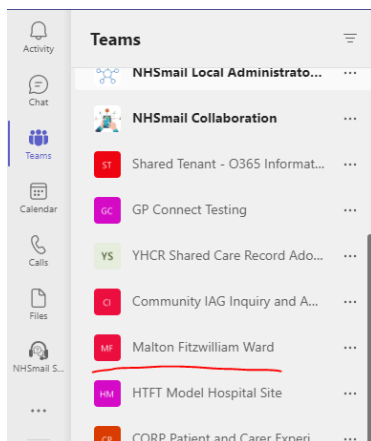 Activity
Chat
Teams
Calendar
Calls
Files
NHSmail S...
Teams
NHSmail Local Administrato...
NHSmail Collaboration
ST Shared Tenant - O365 Informat...
GC GP Connect Testing
YS YHCR Shared Care Record Ado...
CI Community IAG Inquiry and A...
MF Malton Fitzwilliam Ward
HM HTFT Model Hospital Site
CP CORP Patient and Carer Experi